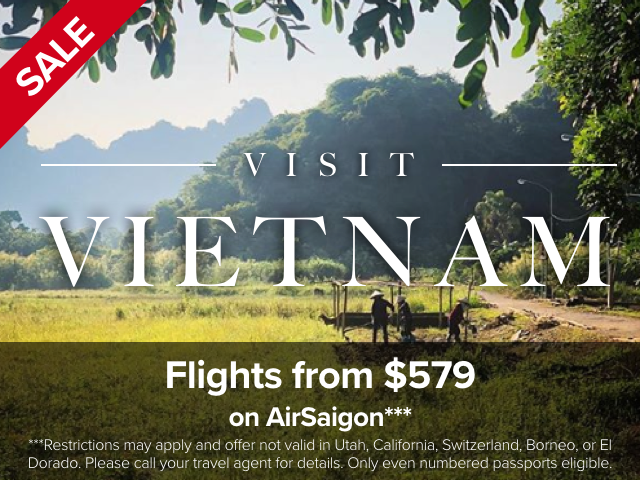 SALE
VISIT
VIETNAM
Flights from $579
on AirSaigon***
***Restrictions may apply and offer not valid in Utah, California, Switzerland, Borneo, or El
Dorado. Please call your travel agent for details. Only even numbered passports eligible.